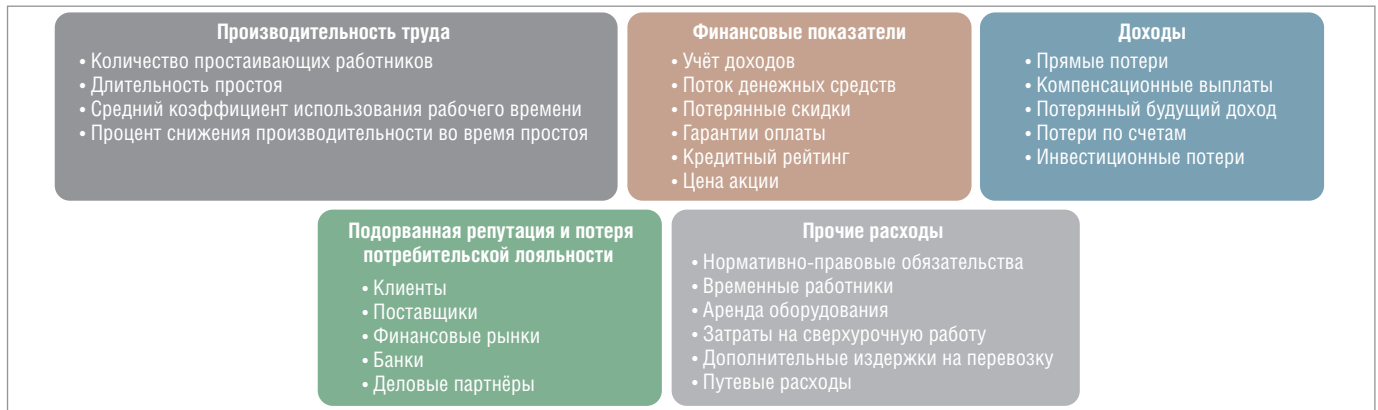 Производительность труда
• Количество простаивающих работников
• Длительность простоя
• Средний коэффициент использования рабочего времени
• Процент снижения производительности во время простоя
Финансовые показатели
• Учёт доходов
• Поток денежных средств
• Потерянные скидки
• Гарантии оплаты
• Кредитный рейтинг
• Цена акции
Доходы
• Прямые потери
• Компенсационные выплаты
• Потерянный будущий доход
• Потери по счетам
• Инвестиционные потери
Подорванная репутация и потеря
потребительской лояльности
• Клиенты
• Поставщики
• Финансовые рынки
• Банки
• Деловые партнёры
Прочие расходы
• Нормативно-правовые обязательства
• Временные работники
• Аренда оборудования
• Затраты на сверхурочную работу
• Дополнительные издержки на перевозку
• Путевые расходы